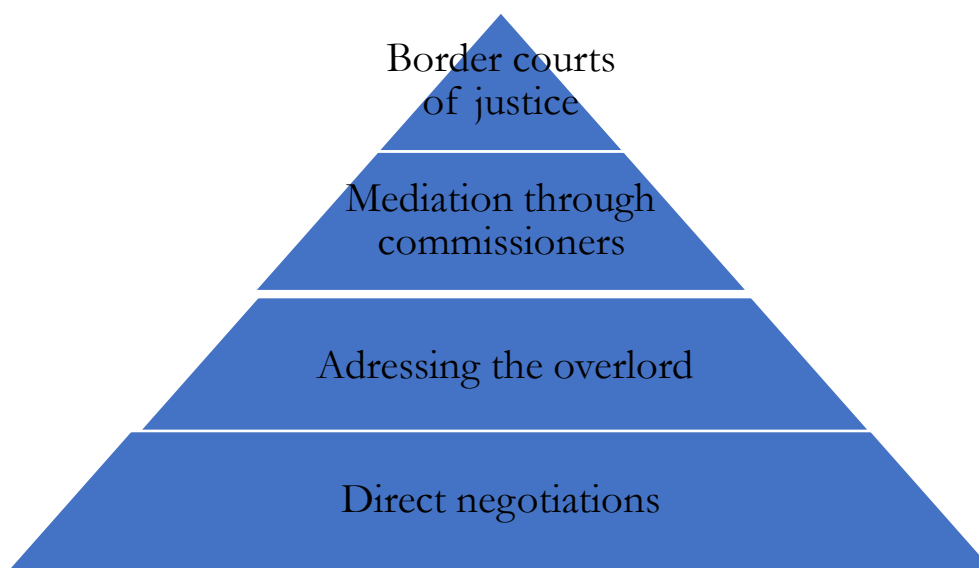 Border courts
of justice
Mediation through
commissioners
Adressing the overlord
Direct negotiations